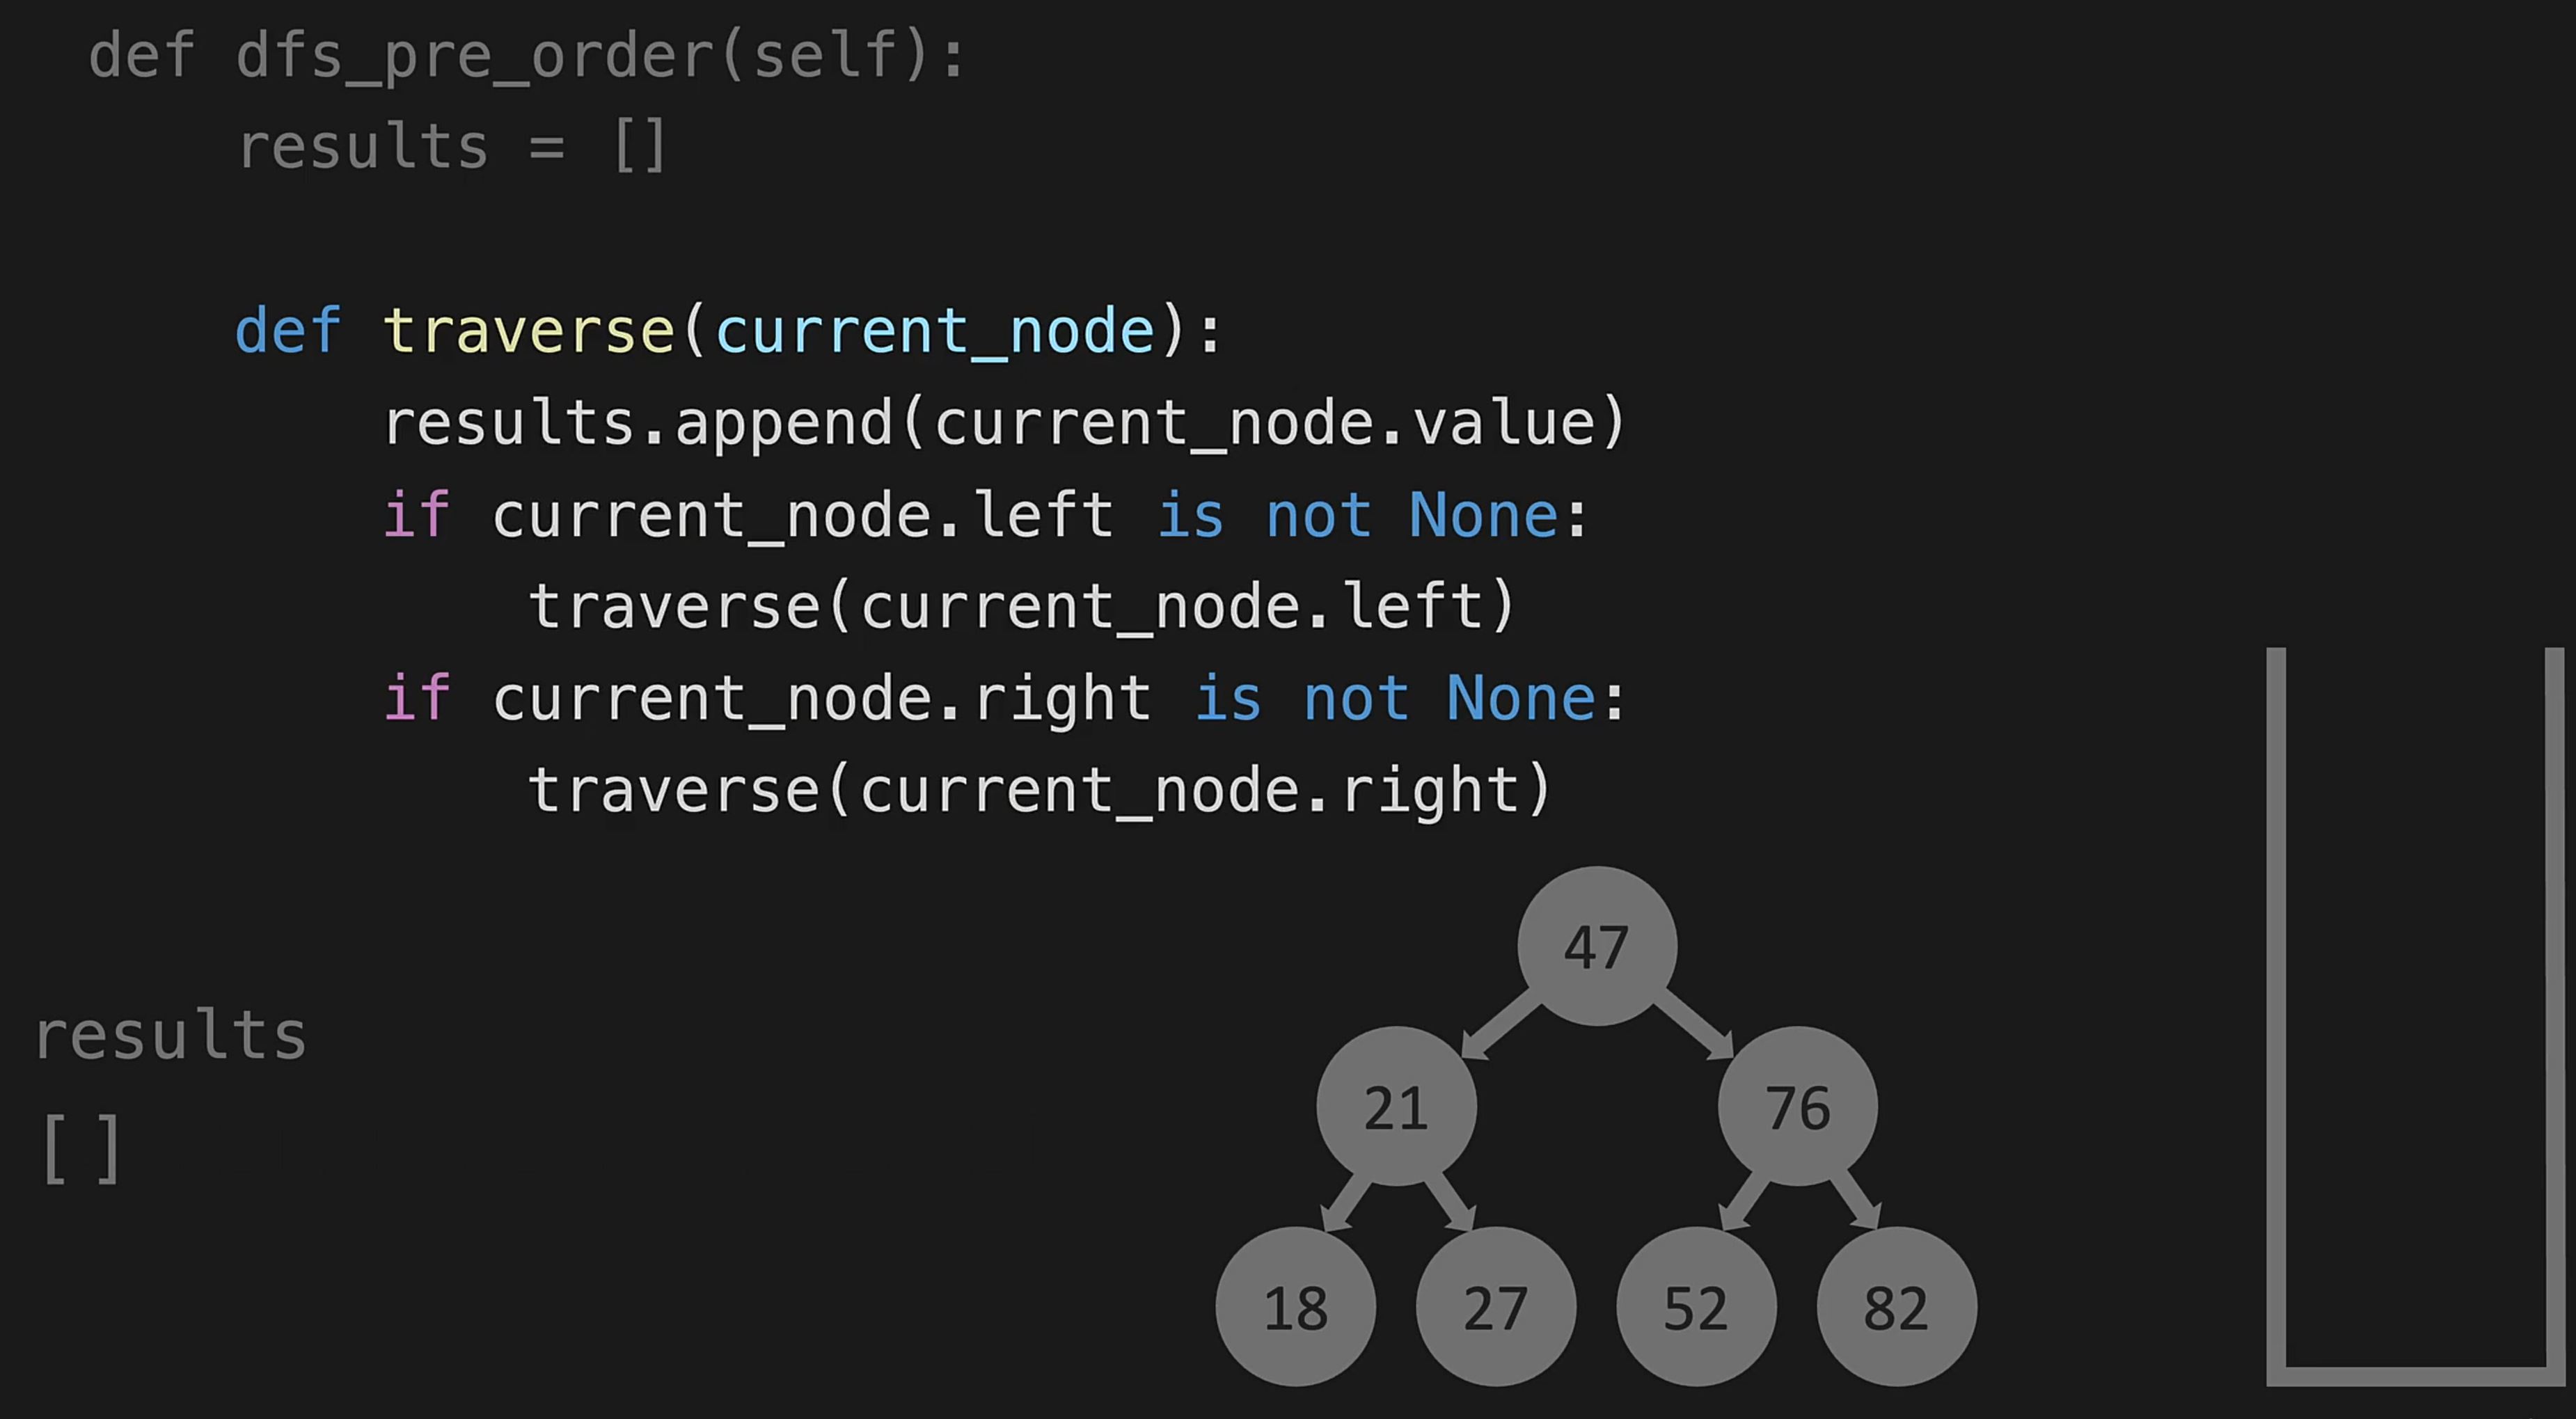 def dfs_pre_order(self):
results = []
def traverse(current_node):
results.append(current_node.value)
if current_node.left is not None:
traverse(current_node.left)
if current_node.right is not None:
traverse(current_node.right)
47
results
21 76
[ ]
18 27 52 82